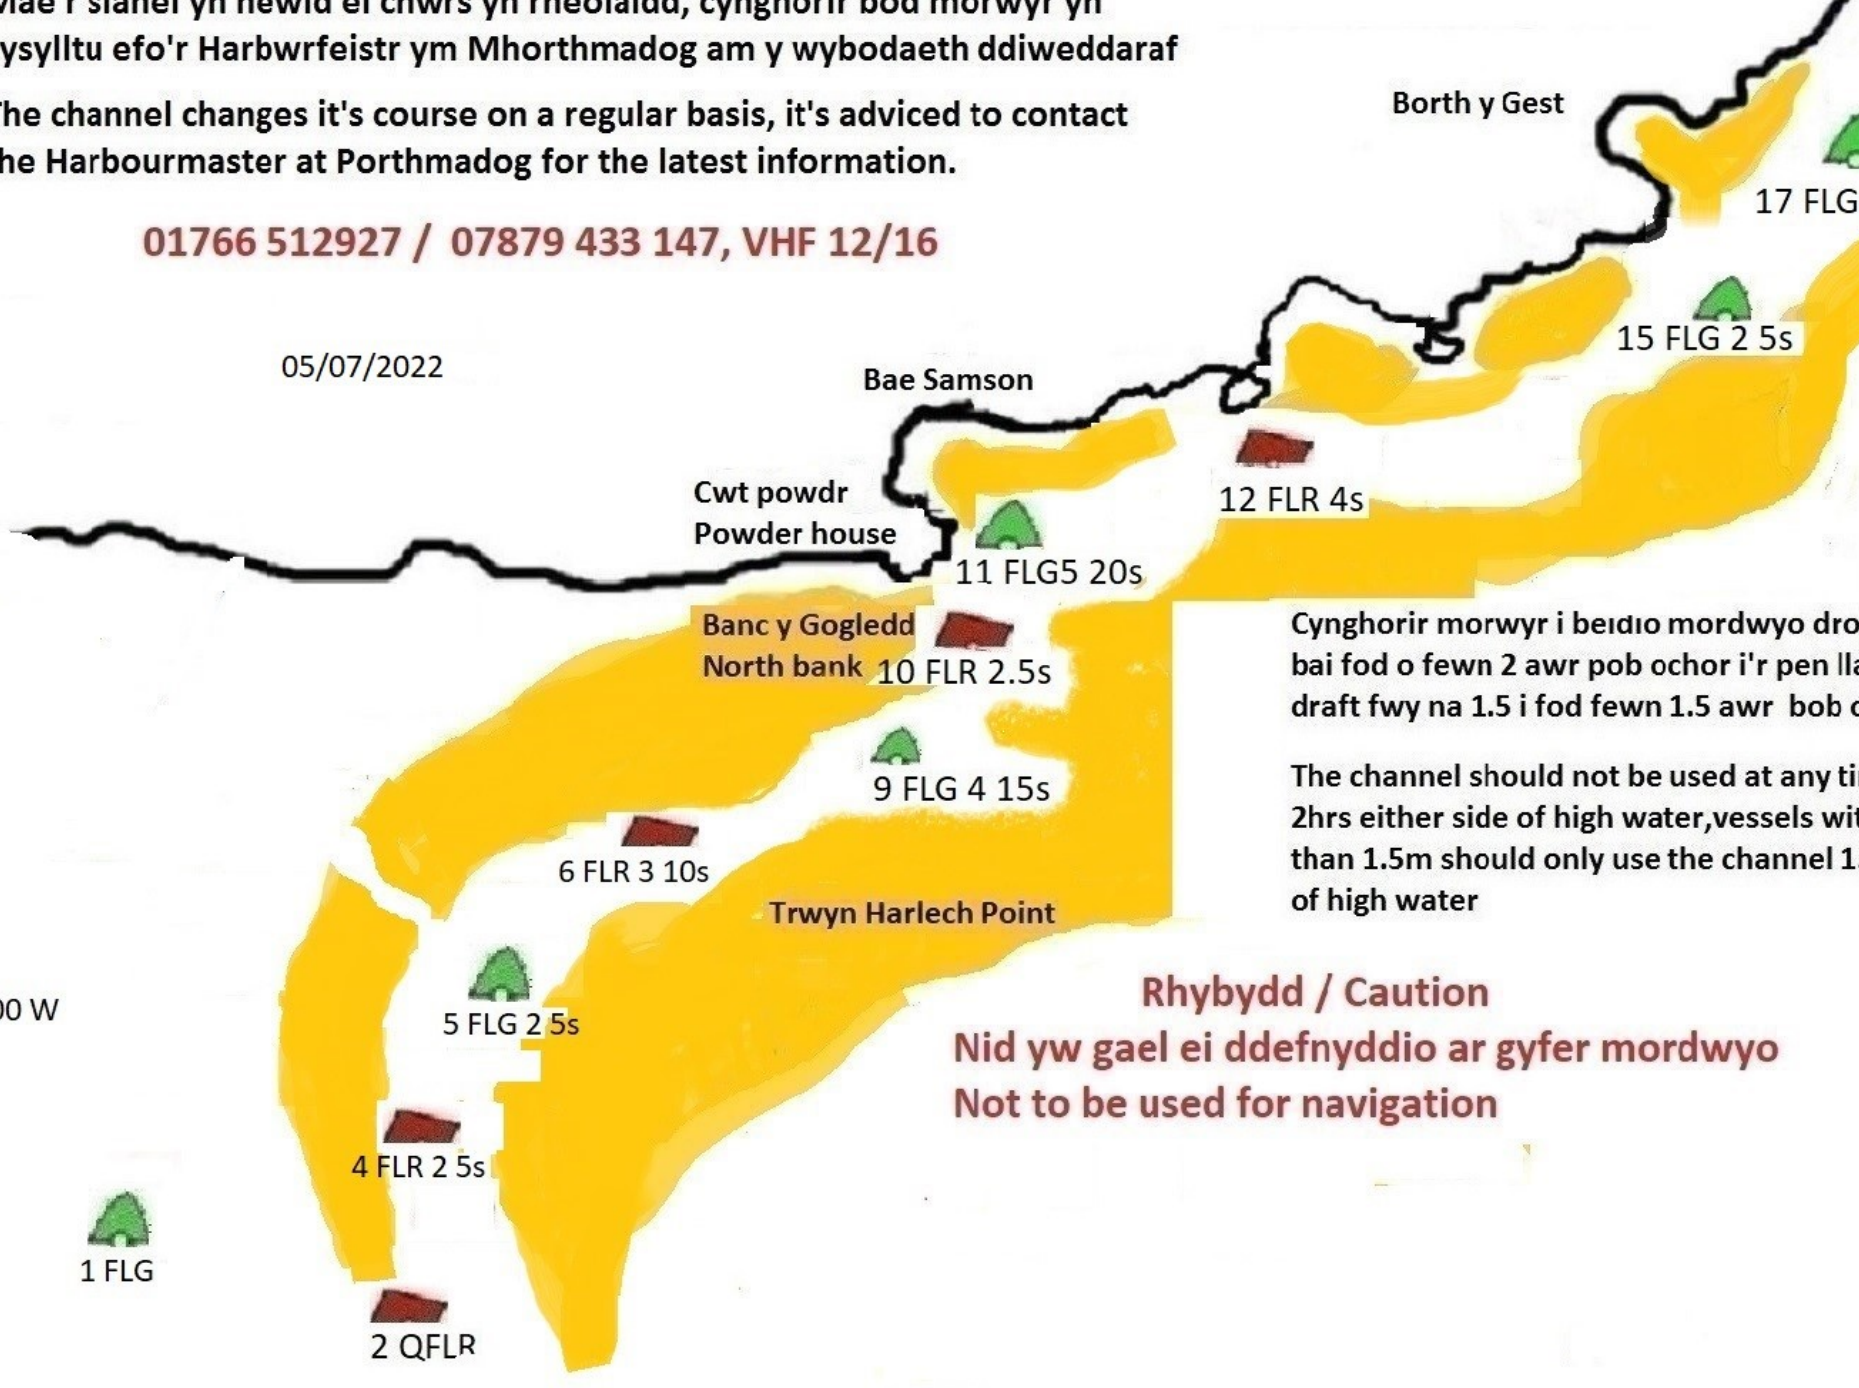 ysylltu efo'r Harbwrfeistr ym Mhorthmadog am y wybodaeth ddiweddaraf
The channel changes it's course on a regular basis, it's adviced to contact
he Harbourmaster at Porthmadog for the latest information.
01766 512927 / 07879 433 147, VHF 12/16
05/07/2022
Borth y Gest
17 FLG
15 FLG 2 5s
Bae Samson
12 FLR 4s
Cwt powdr
Powder house
11 FLG5 20s
Banc y Gogledd
North bank
10 FLR 2.5s
9 FLG 4 15s
6 FLR 3 10s
Trwyn Harlech Point
5 FLG 2 5s
00 W
4 FLR 2 5s
1 FLG
2 QFLR
Cynghorir morwyr i beidio mordwyo dro
bai fod o fewn 2 awr pob ochor i'r pen lla
draft fwy na 1.5 i fod fewn 1.5 awr bob o
The channel should not be used at any ti
2hrs either side of high water,vessels wit
than 1.5m should only use the channel 1.
of high water
Rhybydd / Caution
Nid yw gael ei ddefnyddio ar gyfer mordwyo
Not to be used for navigation